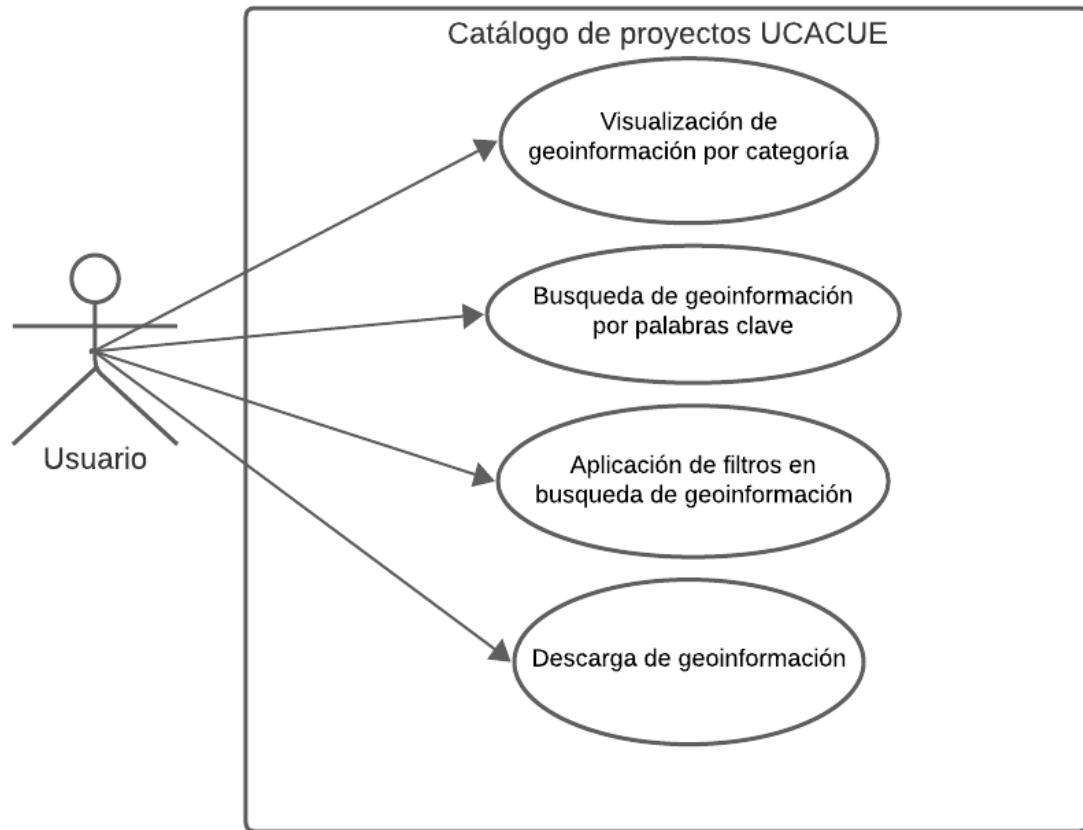 Catálogo de proyectos UCACUE
Visualización de
geoinformación por categoría
Busqueda de geoinformación
por palabras clave
Usuario
Aplicación de filtros en
busqueda de geoinformación
Descarga de geoinformación